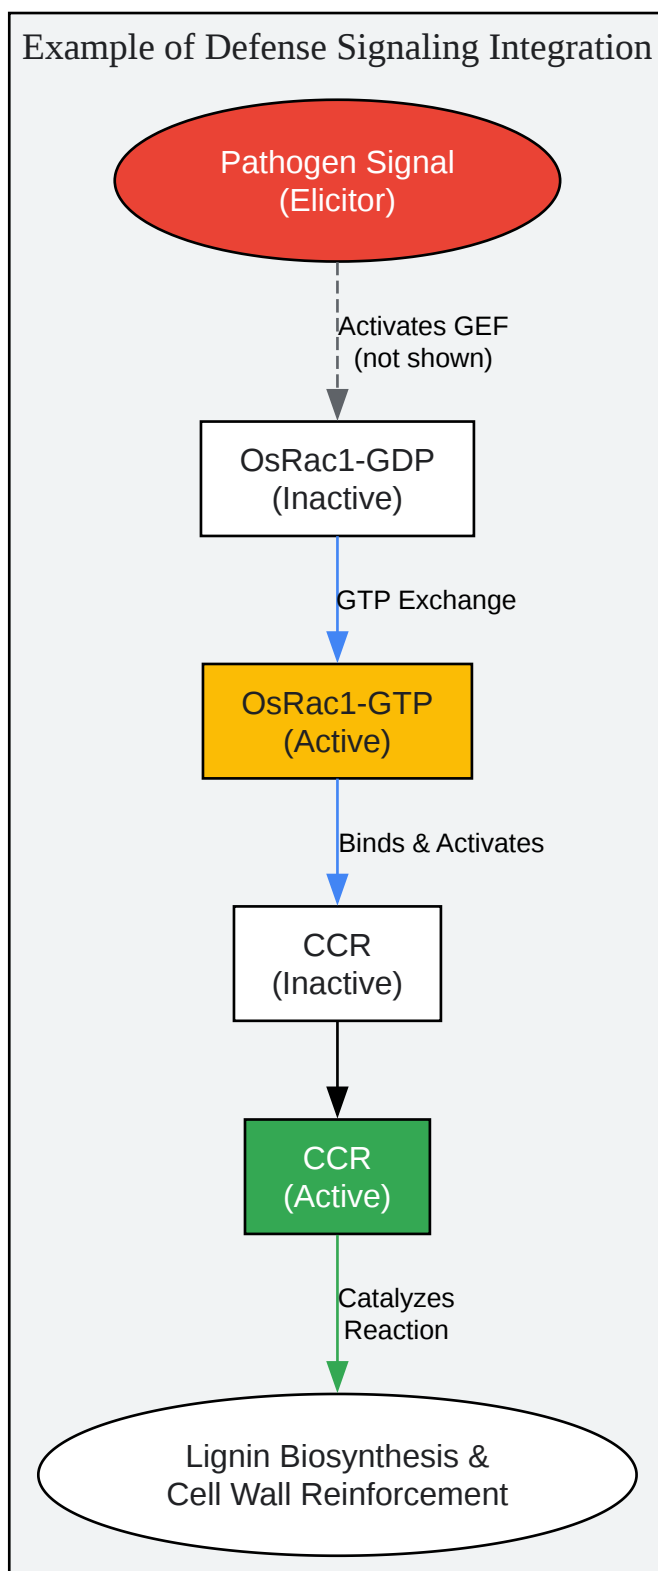 Example of Defense Signaling Integration
Pathogen Signal
(Elicitor)
Activates GEF
(not shown)
OsRac1-GDP
(Inactive)
GTP Exchange
OsRac1-GTP
(Active)
Binds & Activates
CCR
(Inactive)
CCR
(Active)
Catalyzes
Reaction
Lignin Biosynthesis &
Cell Wall Reinforcement